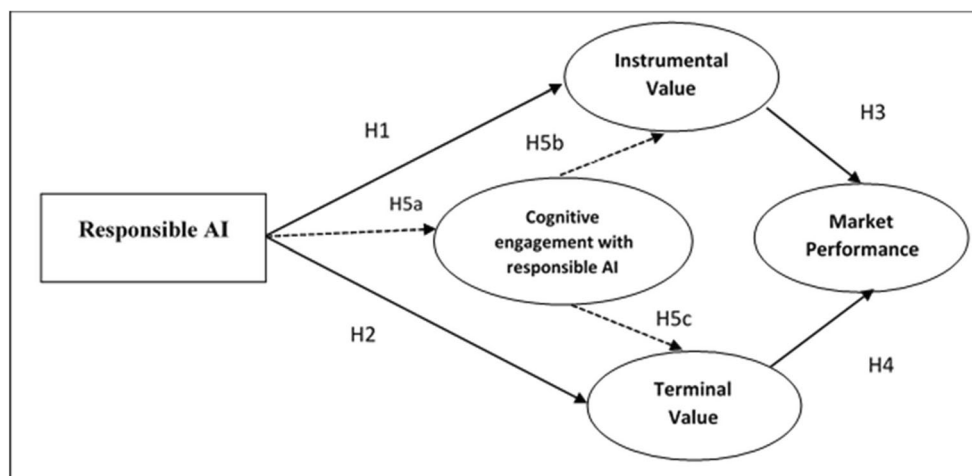 Instrumental
Value
H1
H3
H5b
H5a
Responsible AI
Cognitive
engagement with
responsible AI
Market
Performance
H2
H5c
H4
Terminal
Value